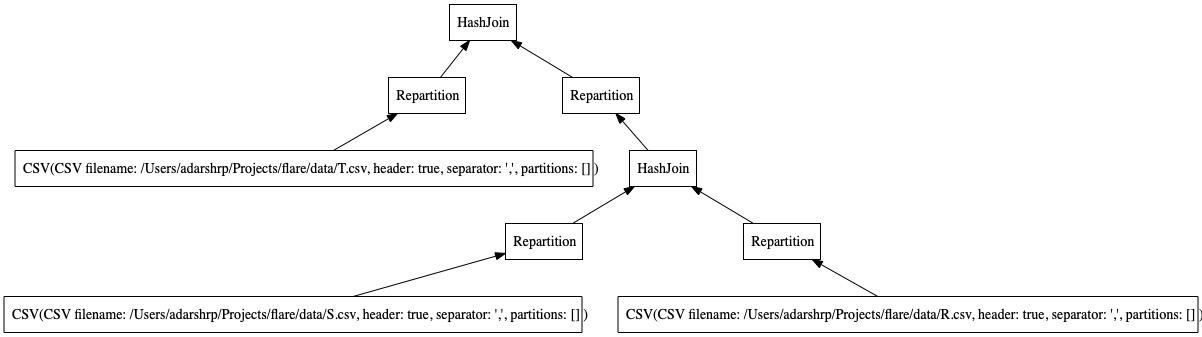 HashJoin
Repartition
Repartition
CSV(CSV filename: /Users/adarshrp/Projects/flare/data/T.csv, header: true, separator: ',', partitions: [])
HashJoin
Repartition
Repartition
CSV(CSV filename: /Users/adarshrp/Projects/flare/data/S.csv, header: true, separator: ',', partitions: [])
CSV(CSV filename: /Users/adarshrp/Projects/flare/data/R.csv, header: true, separator: ',', partitions: [])